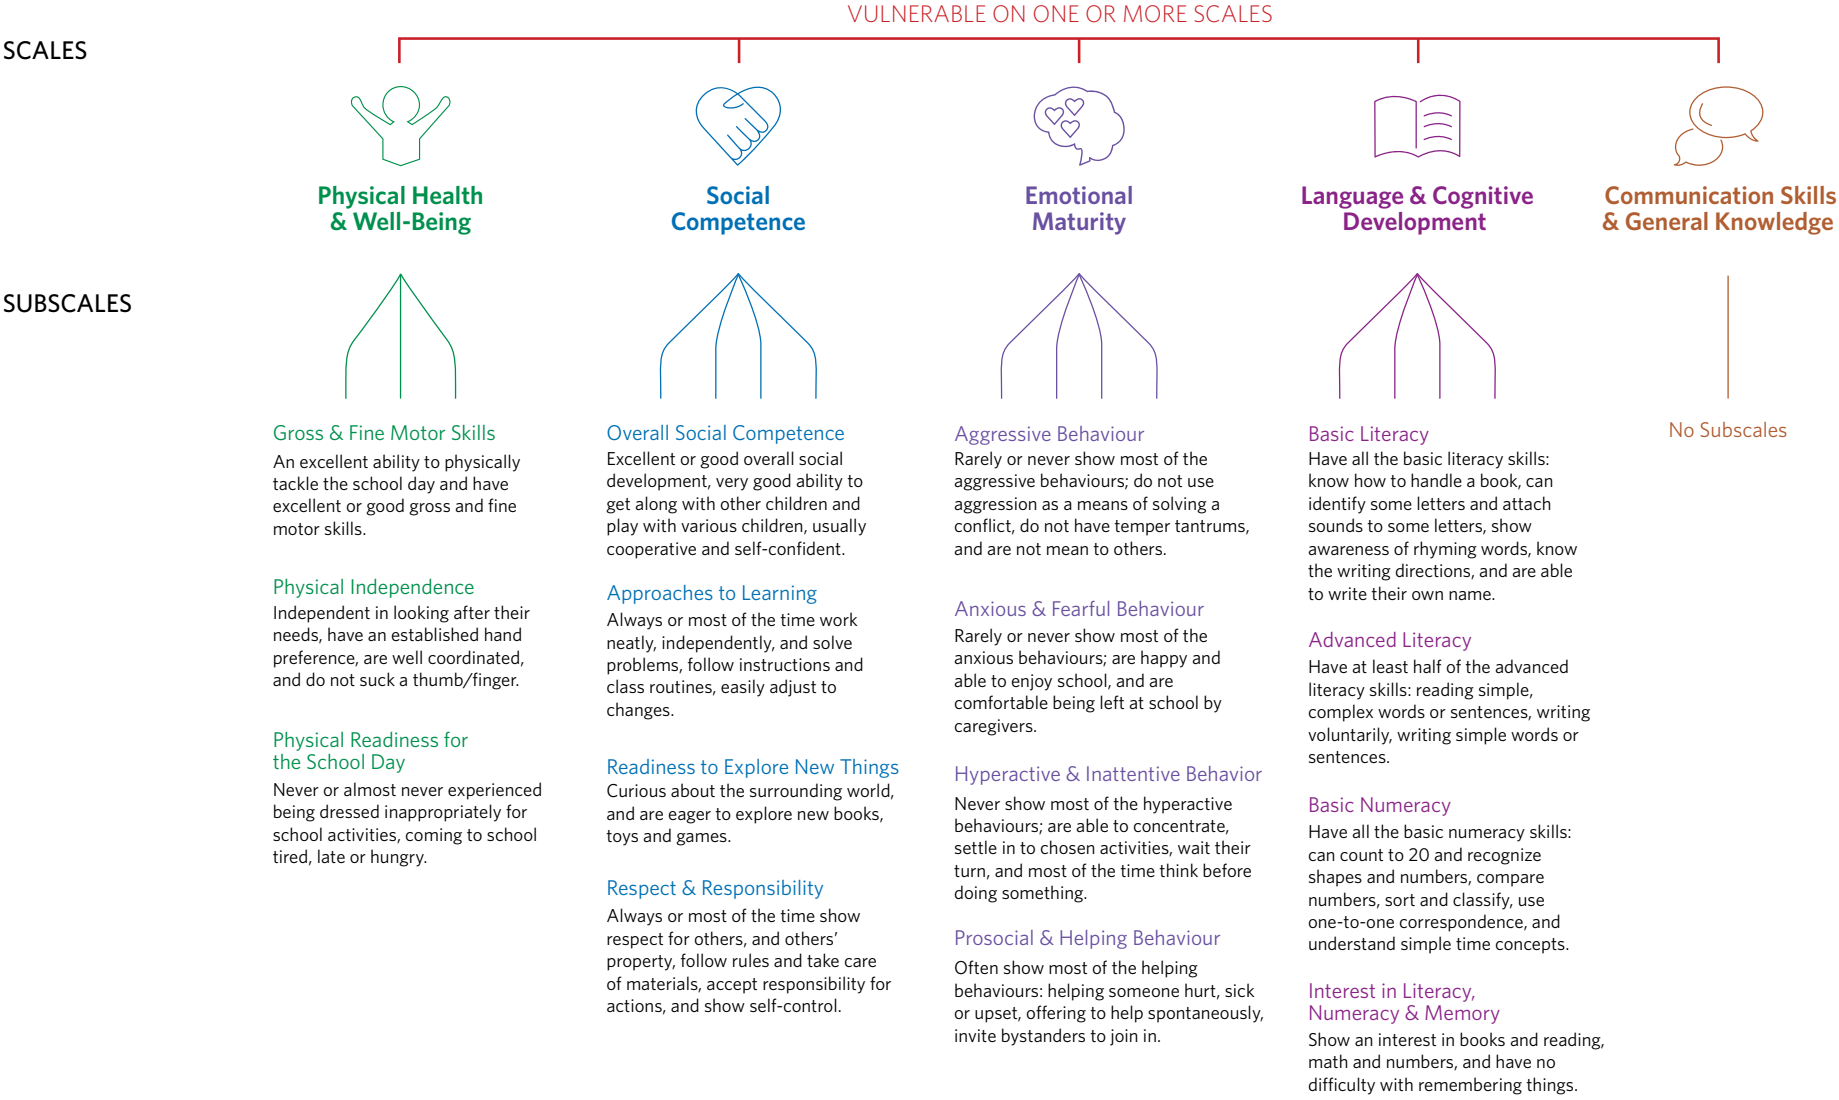 VULNERABLE ON ONE OR MORE SCALES
SCALES
Physical Health
& Well-Being
Social
Competence
Emotional
Maturity
Language & Cognitive
Development
Communication Skills
& General Knowledge
SUBSCALES
Gross & Fine Motor Skills
An excellent ability to physically
tackle the school day and have
excellent or good gross and fine
motor skills.
Physical Independence
Independent in looking after their
needs, have an established hand
preference, are well coordinated,
and do not suck a thumb/finger.
Physical Readiness for
the School Day
Never or almost never experienced
being dressed inappropriately for
school activities, coming to school
tired, late or hungry.
Overall Social Competence
Excellent or good overall social
development, very good ability to
get along with other children and
play with various children, usually
cooperative and self-confident.
Approaches to Learning
Always or most of the time work
neatly, independently, and solve
problems, follow instructions and
class routines, easily adjust to
changes.
Readiness to Explore New Things
Curious about the surrounding world,
and are eager to explore new books,
toys and games.
Respect & Responsibility
Always or most of the time show
respect for others, and others’
property, follow rules and take care
of materials, accept responsibility for
actions, and show self-control.
Aggressive Behaviour
Rarely or never show most of the
aggressive behaviours; do not use
aggression as a means of solving a
conflict, do not have temper tantrums,
and are not mean to others.
Anxious & Fearful Behaviour
Rarely or never show most of the
anxious behaviours; are happy and
able to enjoy school, and are
comfortable being left at school by
caregivers.
Hyperactive & Inattentive Behavior
Never show most of the hyperactive
behaviours; are able to concentrate,
settle in to chosen activities, wait their
turn, and most of the time think before
doing something.
Prosocial & Helping Behaviour
Often show most of the helping
behaviours: helping someone hurt, sick
or upset, offering to help spontaneously,
invite bystanders to join in.
Basic Literacy
Have all the basic literacy skills:
know how to handle a book, can
identify some letters and attach
sounds to some letters, show
awareness of rhyming words, know
the writing directions, and are able
to write their own name.
Advanced Literacy
Have at least half of the advanced
literacy skills: reading simple,
complex words or sentences, writing
voluntarily, writing simple words or
sentences.
Basic Numeracy
Have all the basic numeracy skills:
can count to 20 and recognize
shapes and numbers, compare
numbers, sort and classify, use
one-to-one correspondence, and
understand simple time concepts.
Interest in Literacy,
Numeracy & Memory
Show an interest in books and reading,
math and numbers, and have no
difficulty with remembering things.
No Subscales